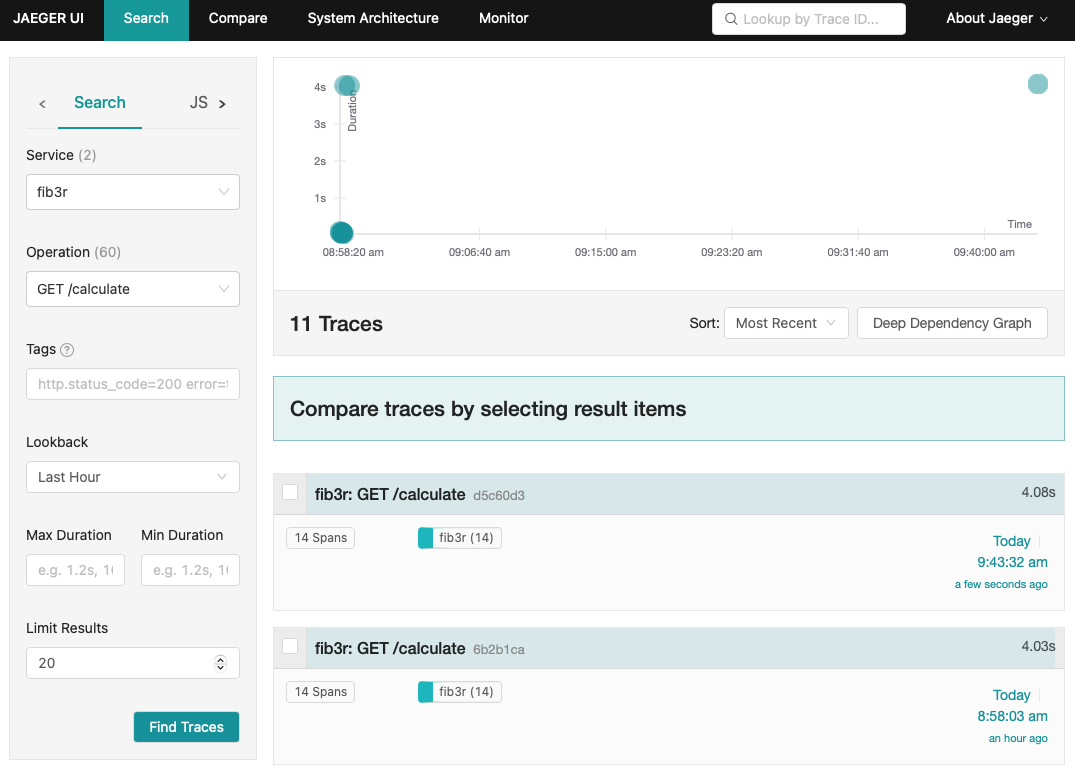 JAEGER UI Search Compare System Architecture Monitor Lookup by Trace ID... About Jaeger
Search JS
Service (2)
fib3r
Operation (60)
GET /calculate
Tags ?
http.status_code=200 error=t
Lookback
Last Hour
Max Duration Min Duration
e.g. 1.2s, 10 e.g. 1.2s, 10
Limit Results
20
Find Traces
4s
3s
2s
1s
Duration
Time
08:58:20 am 09:06:40 am 09:15:00 am 09:23:20 am 09:31:40 am 09:40:00 am
11 Traces Sort: Most Recent Deep Dependency Graph
Compare traces by selecting result items
fib3r: GET /calculate d5c60d3 4.08s
14 Spans fib3r (14) Today
9:43:32 am
a few seconds ago
fib3r: GET /calculate 6b2b1ca 4.03s
14 Spans fib3r (14) Today
8:58:03 am
an hour ago